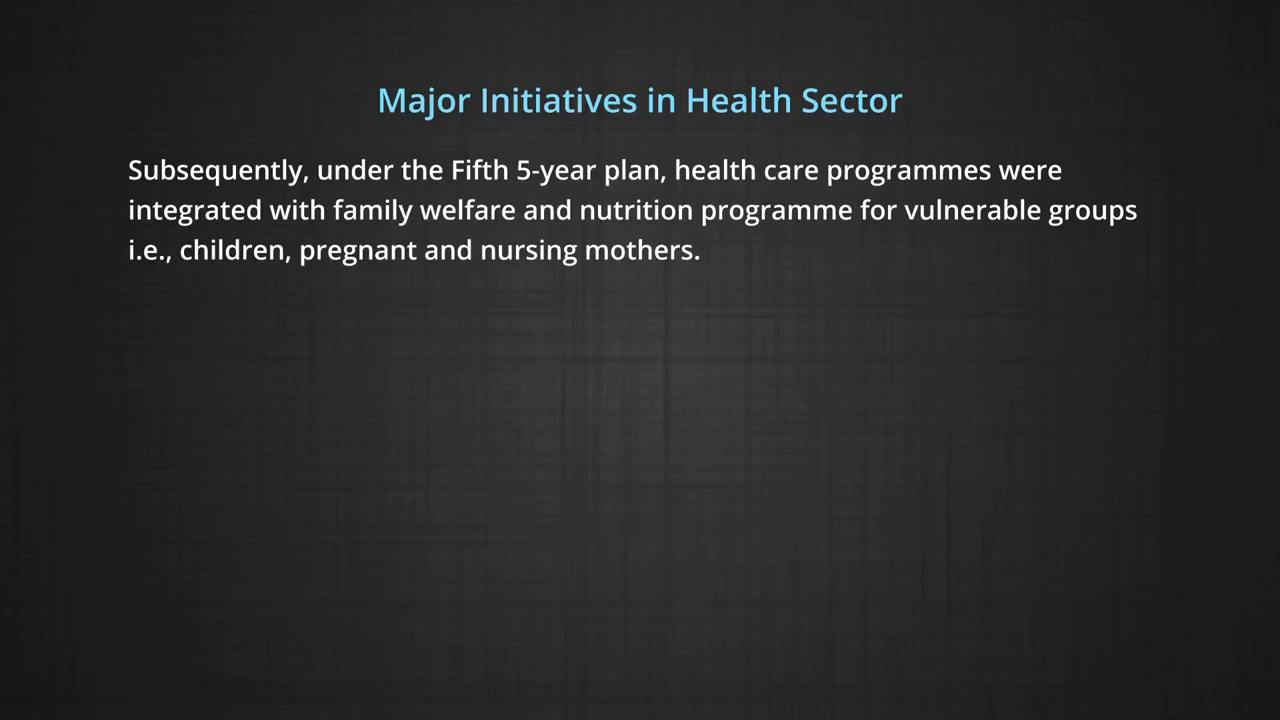 Major Initiatives in Health Sector
Subsequently, under the Fifth 5-year plan, health care programmes were
integrated with family welfare and nutrition programme for vulnerable groups
i.e., children, pregnant and nursing mothers.